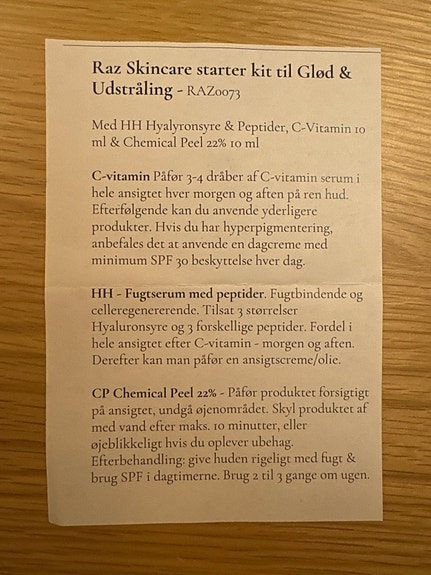 Raz Skincare starter kit til Glød &
Udstråling - RAZ0073
Med HH Hyalyronsyre & Peptider, C-Vitamin 10
ml & Chemical Peel 22% 10 ml
C-vitamin Påfør 3-4 dråber af C-vitamin serum i
hele ansigtet hver morgen og aften på ren hud.
Efterfølgende kan du anvende yderligere
produkter. Hvis du har hyperpigmentering,
anbefales det at anvende en dagcreme med
minimum SPF 30 beskyttelse hver dag.
HH - Fugtserum med peptider. Fugtbindende og
celleregenererende. Tilsat 3 størrelser
Hyaluronsyre og 3 forskellige peptider. Fordel i
hele ansigtet efter C-vitamin - morgen og aften.
Derefter kan man påfør en ansigtscreme/olie.
CP Chemical Peel 22% - Påfør produktet forsigtigt
på ansigtet, undgå øjenområdet. Skyl produktet af
med vand efter maks. 10 minutter, eller
øjeblikkeligt hvis du oplever ubehag.
Efterbehandling: give huden rigeligt med fugt &
brug SPF i dagtimerne. Brug 2 til 3 gange om ugen.